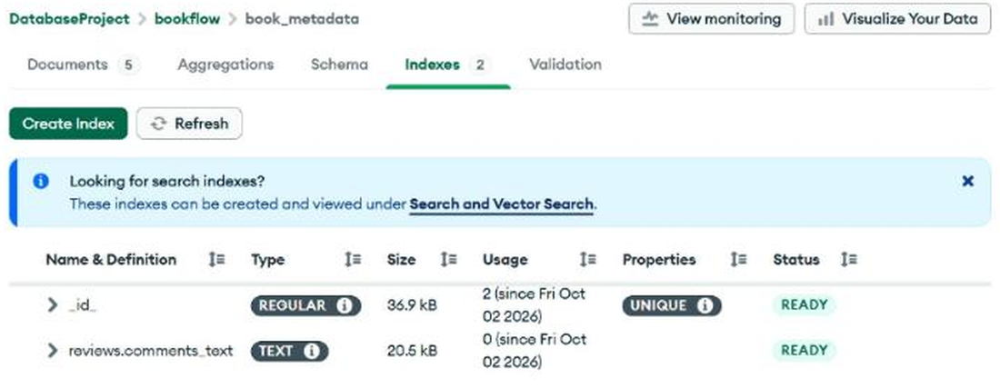 DatabaseProject > bookflow > book_metadata
View monitoring
Visualize Your Data
Documents 5 Aggregations Schema Indexes 2 Validation
Create Index Refresh
Looking for search indexes?
These indexes can be created and viewed under Search and Vector Search.
Name & Definition Type Size Usage Properties Status
_id_ REGULAR 36.9 kB 2 (since Fri Oct 02 2026) UNIQUE READY
reviews.comments_text TEXT 20.5 kB 0 (since Fri Oct 02 2026) READY